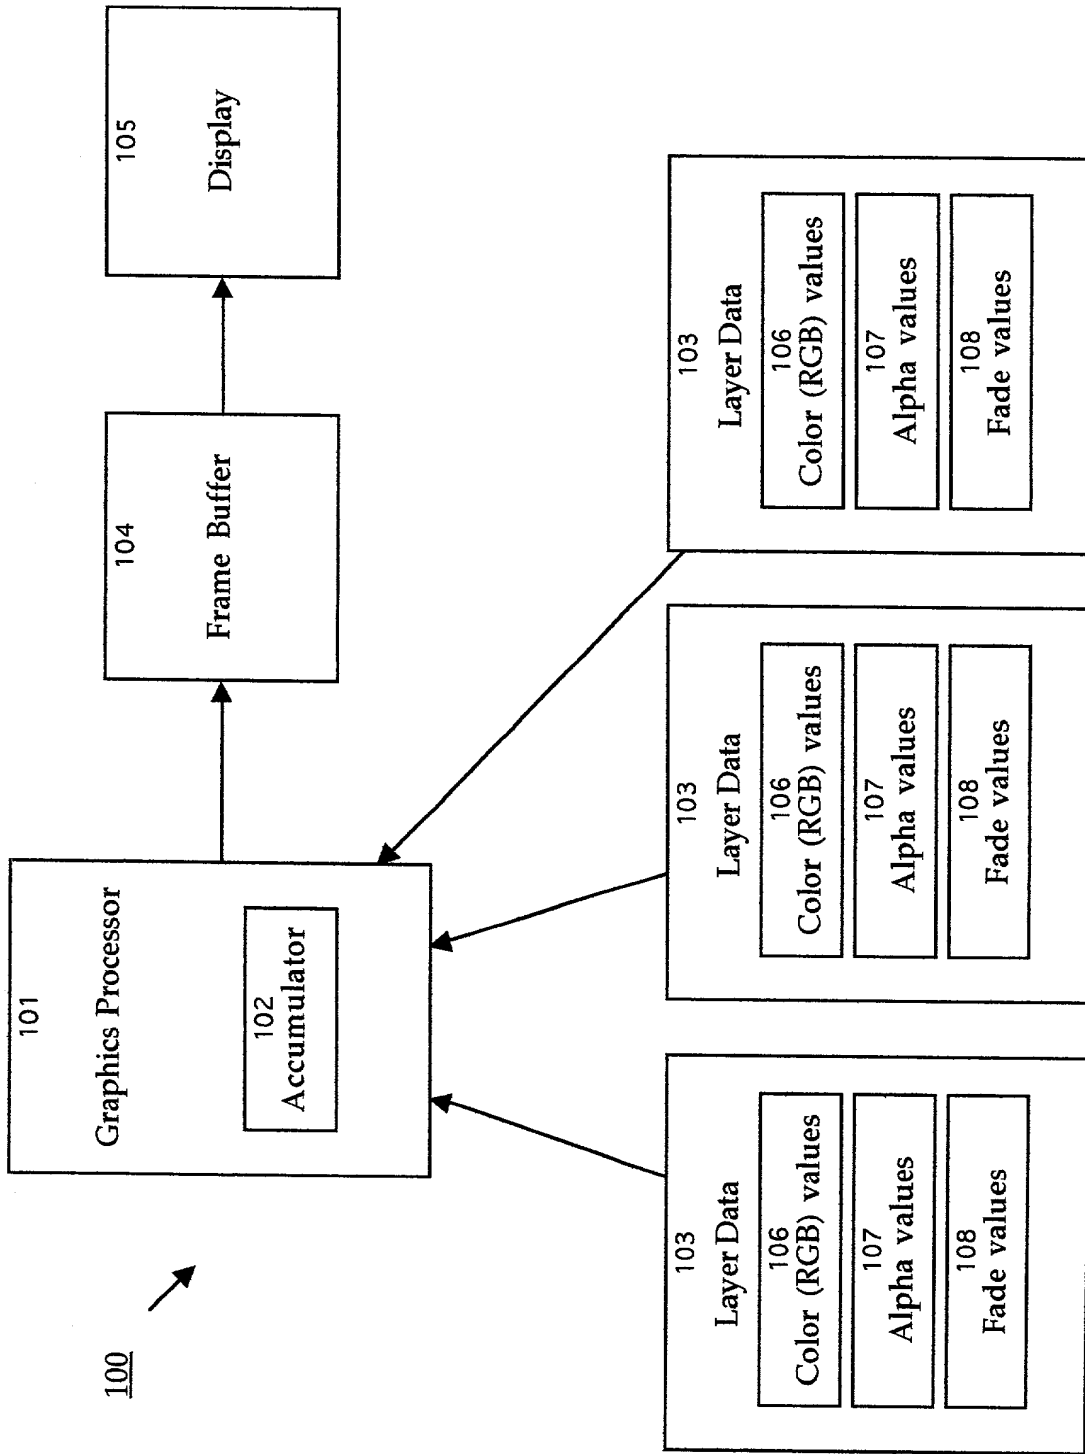 100
101
Graphics Processor
102
Accumulator
104
Frame Buffer
105
Display
103
Layer Data
106
Color (RGB) values
107
Alpha values
108
Fade values
103
Layer Data
106
Color (RGB) values
107
Alpha values
108
Fade values
103
Layer Data
106
Color (RGB) values
107
Alpha values
108
Fade values